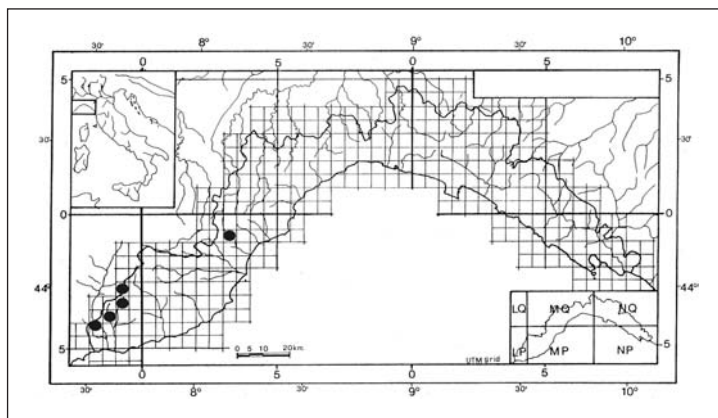 30' 8° 30' 9° 30' 10°
0 5 0 5
5 5
30' 30'
0 0
44° 44°
LQ MQ NQ
LP MP NP
5 5
0 5 10 20km.
UTM grid
0 5 0 5
30' 8° 30' 9° 30' 10°